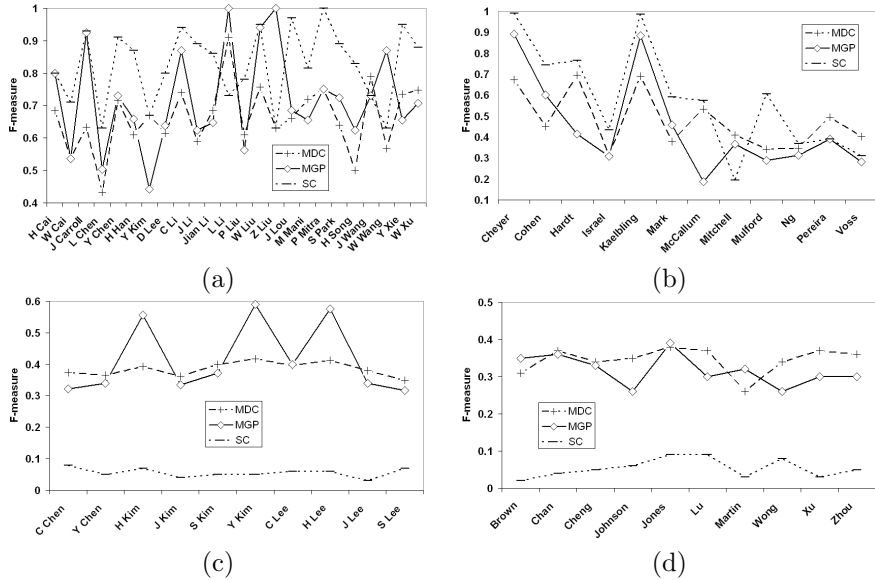 1
0.9
0.8
0.7
0.6
0.5
0.4
F-measure
MDC
MGP
SC
H Cai
W Cai
J Carroll
L Chen
Y Chen
H Han
Y Kim
D Lee
C Li
J Li
Jian Li
L Li
P Liu
W Liu
Z Liu
J Lou
M Mani
P Mitra
S Park
H Song
J Wang
W Wang
Y Xie
W Xu
(a)
1
0.9
0.8
0.7
0.6
0.5
0.4
0.3
0.2
0.1
F-measure
MDC
MGP
SC
Cheyer
Cohen
Hardt
Israel
Kaelbling
Mark
McCallum
Mitchell
Mulford
Ng
Pereira
Voss
(b)
0.6
0.5
0.4
0.3
0.2
0.1
0
F-measure
MDC
MGP
SC
C Chen
Y Chen
H Kim
J Kim
S Kim
Y Kim
C Lee
H Lee
J Lee
S Lee
(c)
0.5
0.4
0.3
0.2
0.1
0
F-measure
MDC
MGP
SC
Brown
Chan
Cheng
Johnson
Jones
Lu
Martin
Wong
Xu
Zhou
(d)